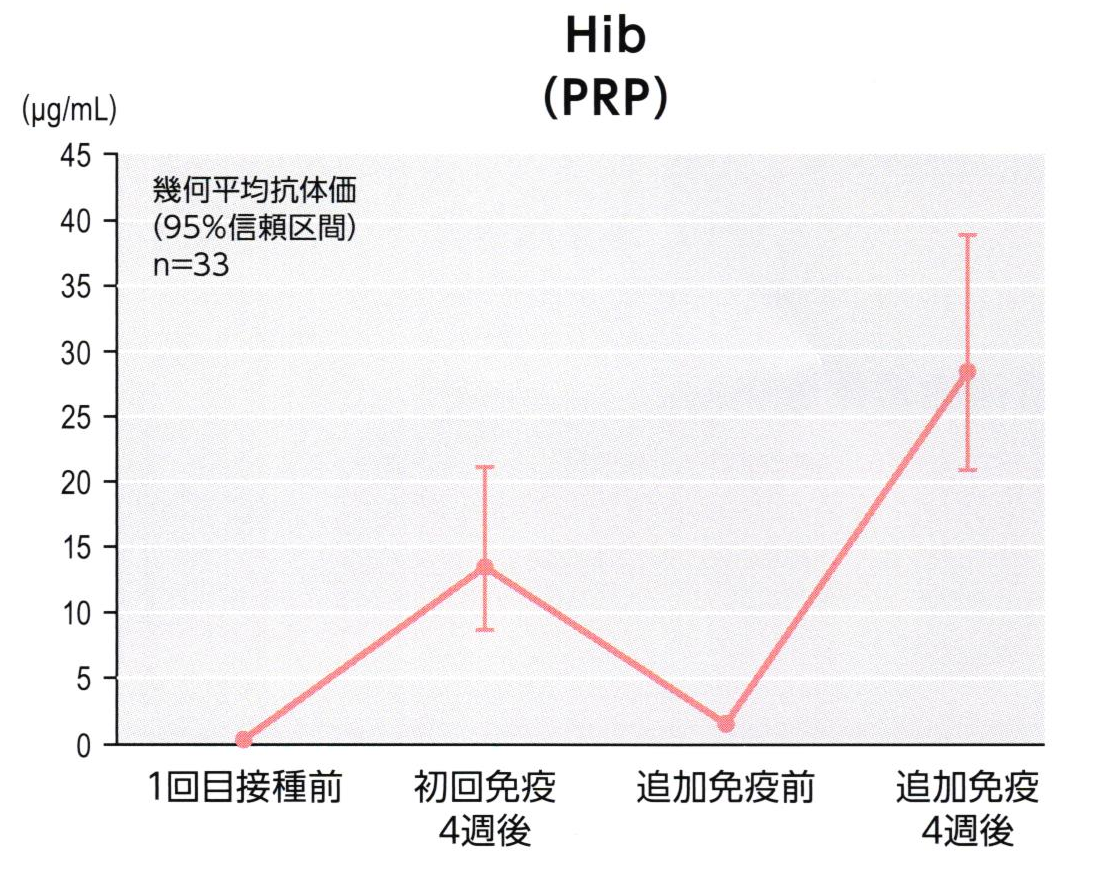 Hib
(PRP)
(μg/mL)
45
40
35
30
25
20
15
10
5
0
幾何平均抗体価
(95%信頼区間)
n=33
1回目接種前
初回免疫
4週後
追加免疫前
追加免疫
4週後